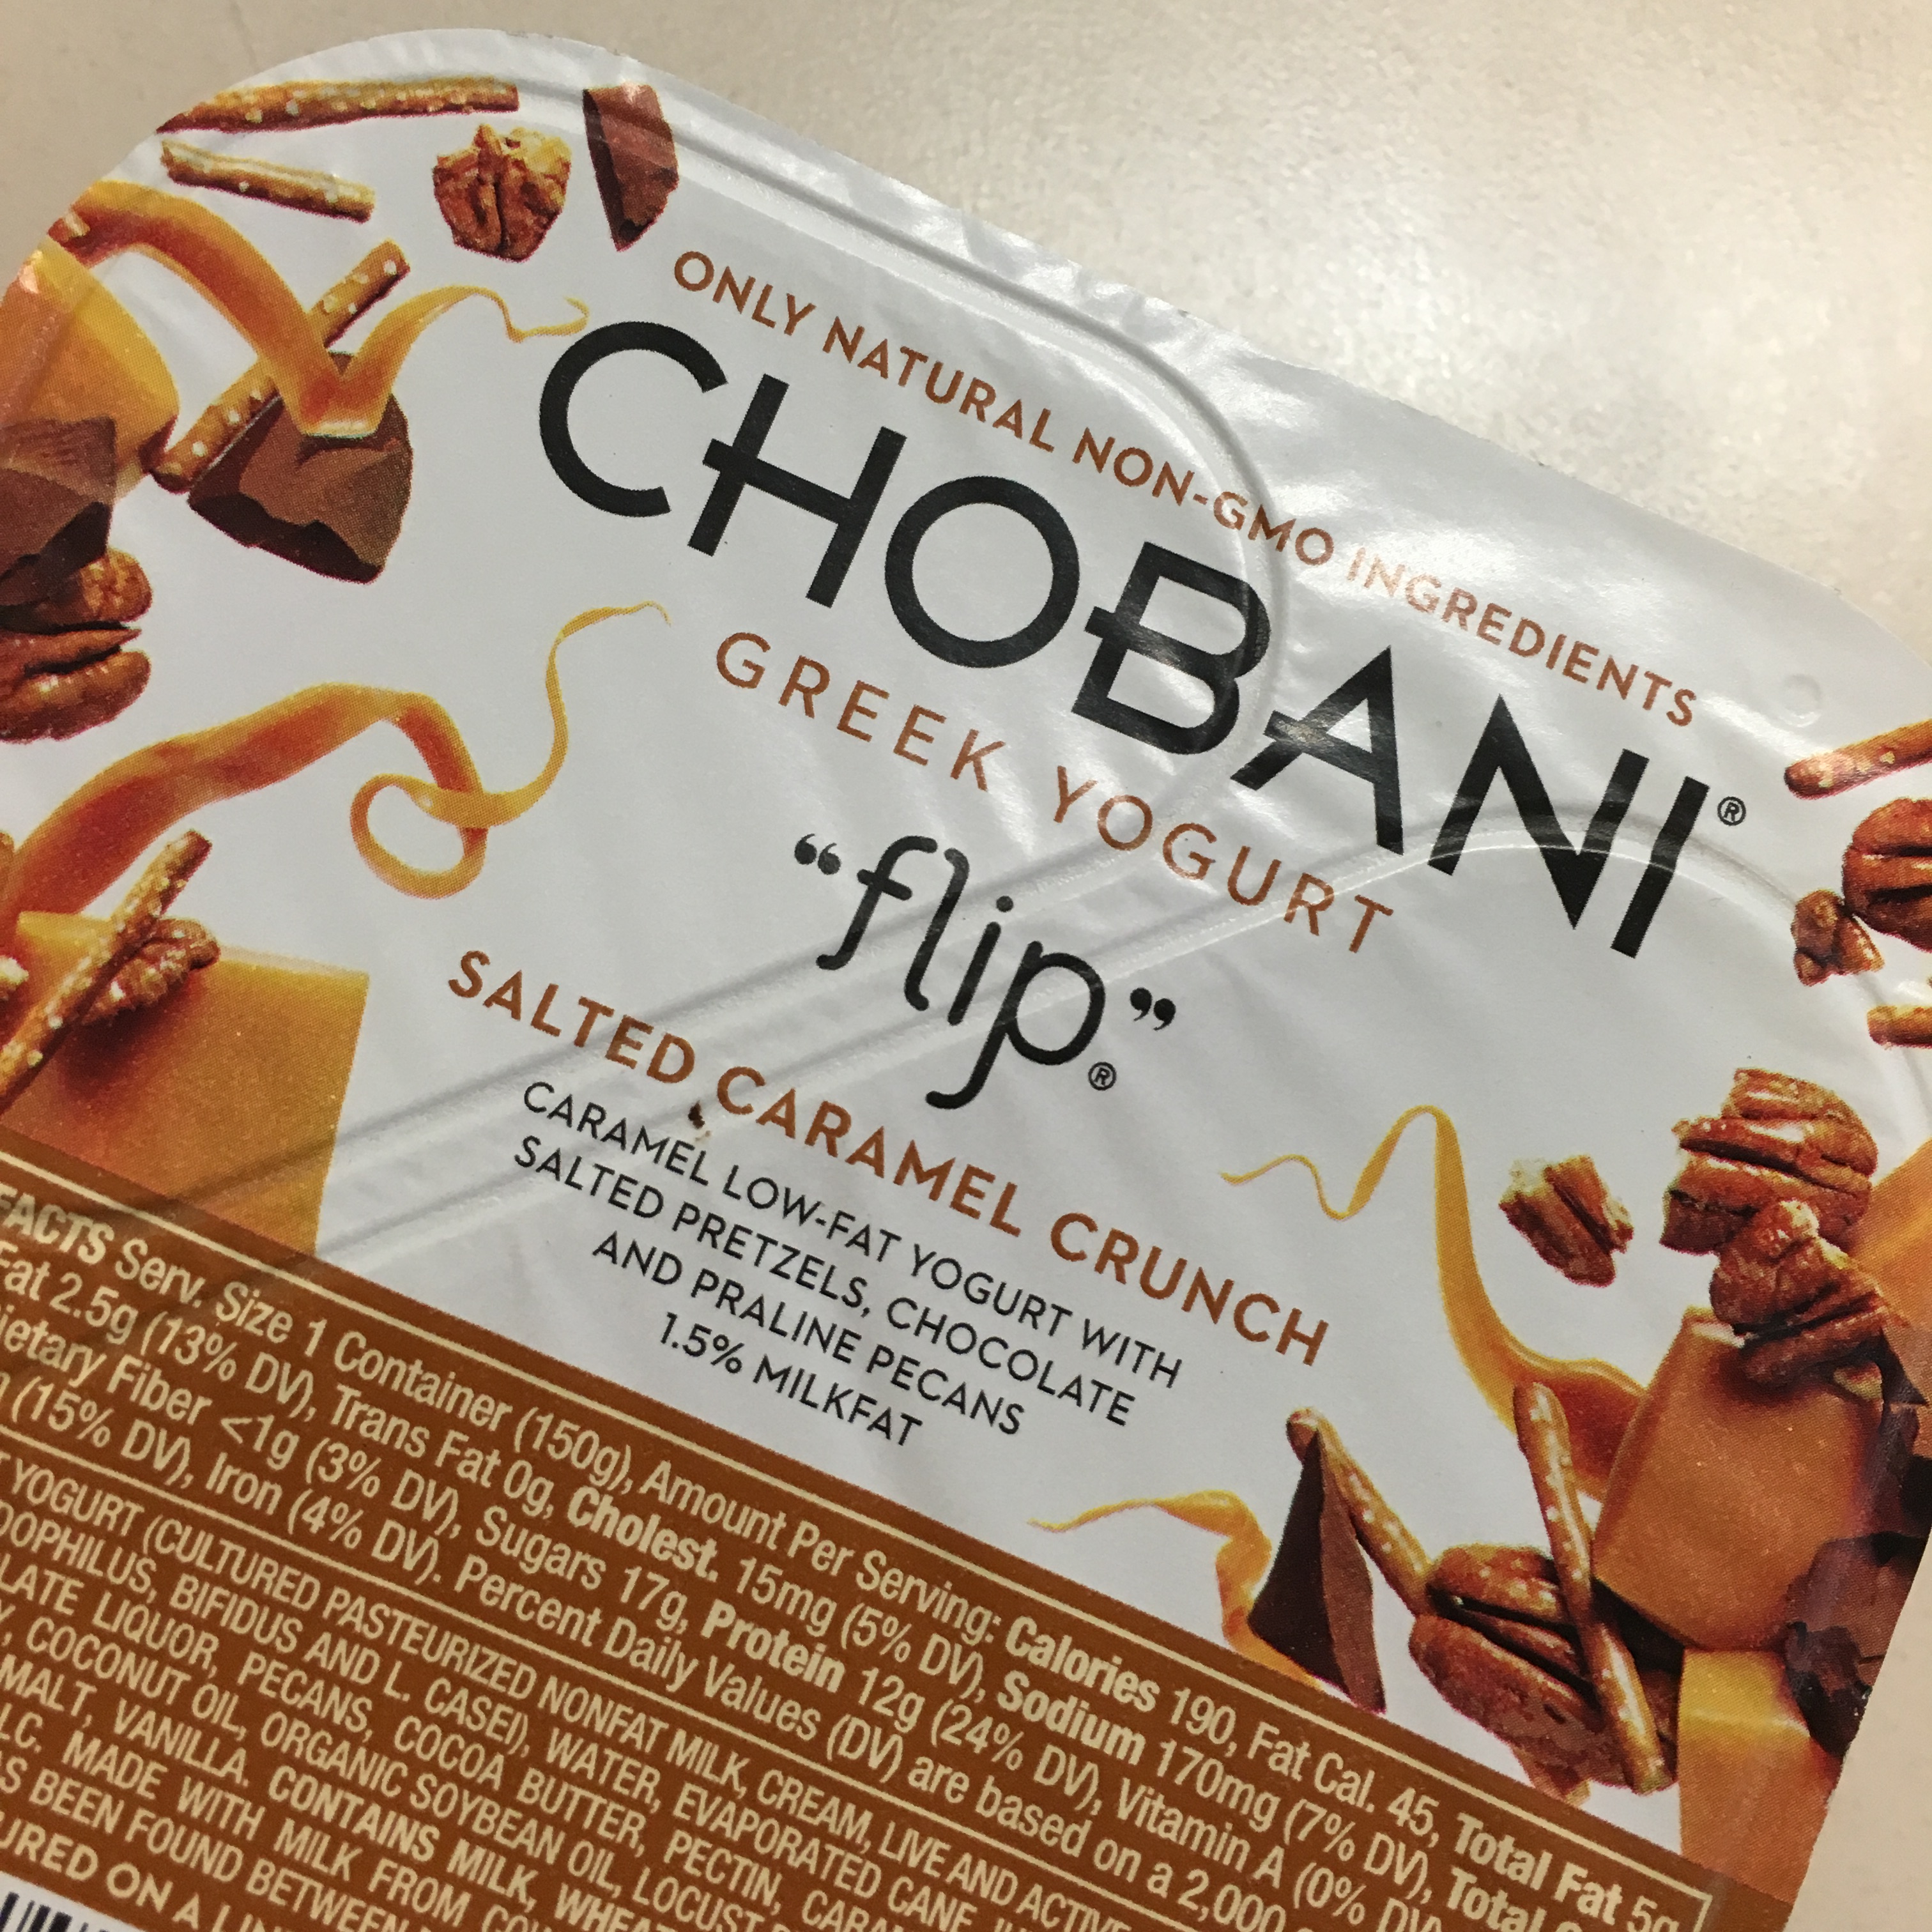 ONLY NATURAL NON-GMO INGREDIENTS
CHOBANI®
GREEK YOGURT
“flip®”
SALTED CARAMEL CRUNCH
CARAMEL LOW-FAT YOGURT WITH
SALTED PRETZELS, CHOCOLATE
AND PRALINE PECANS
1.5% MILKFAT
FACTS Serv. Size 1 Container (150g), Amount Per Serving: Calories 190, Fat Cal. 45, Total Fat 5g
Fat 2.5g (13% DV), Trans Fat 0g, Cholest. 15mg (5% DV), Sodium 170mg (7% DV), Total
Dietary Fiber <1g (3% DV), Sugars 17g, Protein 12g (24% DV), Vitamin A (0% DV)
(15% DV), Iron (4% DV). Percent Daily Values (DV) are based on a 2,000
YOGURT (CULTURED PASTEURIZED NONFAT MILK, CREAM, LIVE AND ACTIVE
BIFIDUS AND L. CASEI), WATER, EVAPORATED CANE
LIQUOR, PECANS, COCOA BUTTER, PECTIN,
COCONUT OIL, ORGANIC SOYBEAN OIL, LOCUST
MALT, VANILLA. CONTAINS MILK,
MADE WITH MILK FROM
BEEN FOUND BETWEEN
ON A